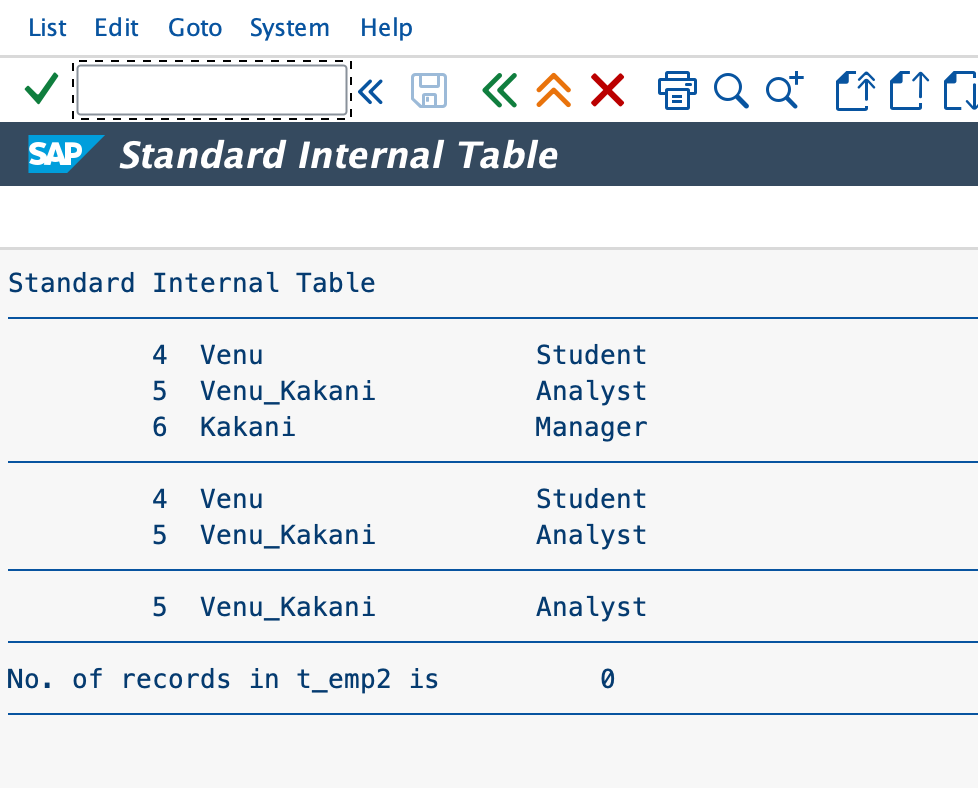 List Edit Goto System Help
SAP Standard Internal Table
Standard Internal Table
4 Venu Student
5 Venu_Kakani Analyst
6 Kakani Manager
4 Venu Student
5 Venu_Kakani Analyst
5 Venu_Kakani Analyst
No. of records in t_emp2 is 0